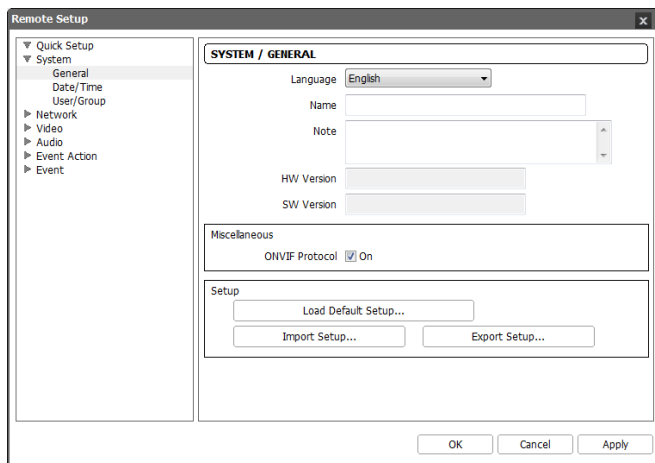 Remote Setup
x
Quick Setup
System
General
Date/Time
User/Group
Network
Video
Audio
Event Action
Event
SYSTEM / GENERAL
Language English
Name
Note
HW Version
SW Version
Miscellaneous
ONVIF Protocol On
Setup
Load Default Setup...
Import Setup... Export Setup...
OK Cancel Apply